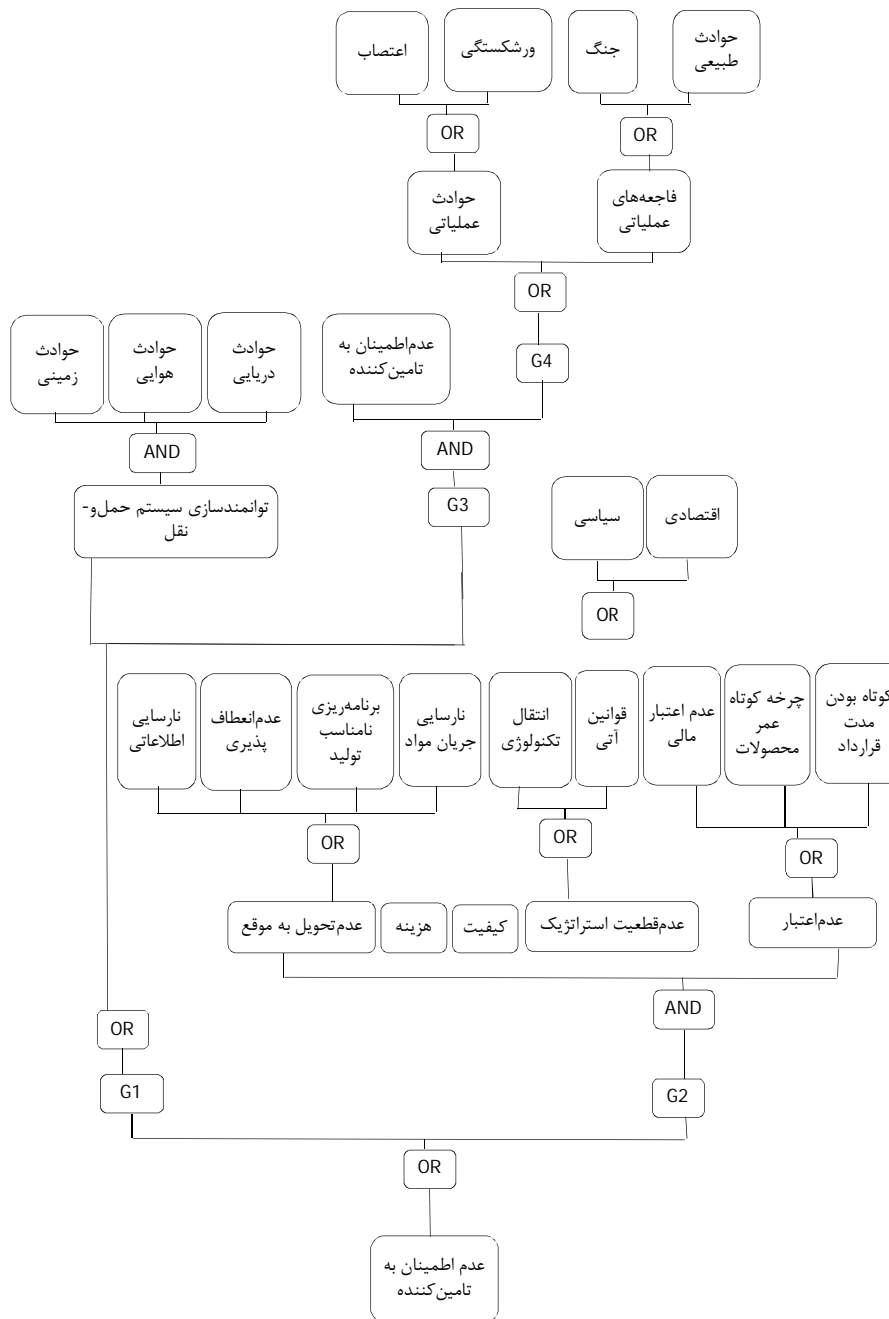 حوادث
طبیعی
جنگ
ورشکستگی
اعتصاب
OR
OR
فاجعه‌های
عملیاتی
حوادث
عملیاتی
OR
G4
عدم‌اطمینان به
تامین‌کننده
حوادث
دریایی
حوادث
هوایی
حوادث
زمینی
AND
AND
G3
توانمندسازی سیستم حمل‌و-
نقل
اقتصادی
سیاسی
OR
کوتاه بودن
مدت
قرارداد
چرخه کوتاه
عمر
محصولات
عدم اعتبار
مالی
قوانین
آتی
انتقال
تکنولوژی
نارسایی
جریان مواد
برنامه‌ریزی
نامناسب
تولید
عدم‌انعطاف
پذیری
نارسایی
اطلاعاتی
OR
OR
OR
عدم‌اعتبار
عدم‌قطعیت استراتژیک
کیفیت
هزینه
عدم‌تحویل به موقع
AND
OR
G2
G1
OR
عدم اطمینان به
تامین‌کننده